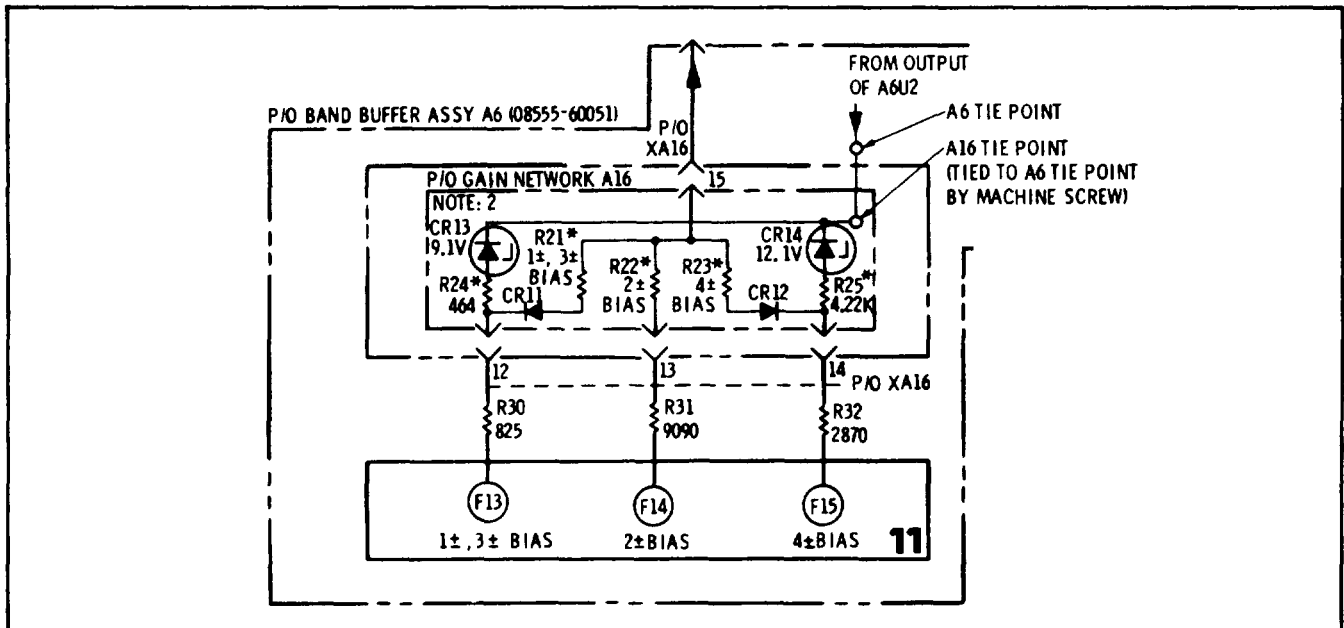 FROM OUTPUT
OF A6U2
P/O BAND BUFFER ASSY A6 (08555-60051)
P/O
XA16
A6 TIE POINT
A16 TIE POINT
(TIED TO A6 TIE POINT
BY MACHINE SCREW)
P/O GAIN NETWORK A16
15
NOTE: 2
CR13
9.1V
R21*
1±, 3±
BIAS
R22*
2±
BIAS
R23*
4±
BIAS
CR14
12.1V
R24*
464
CR11
CR12
R25*
4.22K
12
13
14
P/O XA16
R30
825
R31
9090
R32
2870
F13
F14
F15
1±, 3± BIAS
2± BIAS
4± BIAS
11